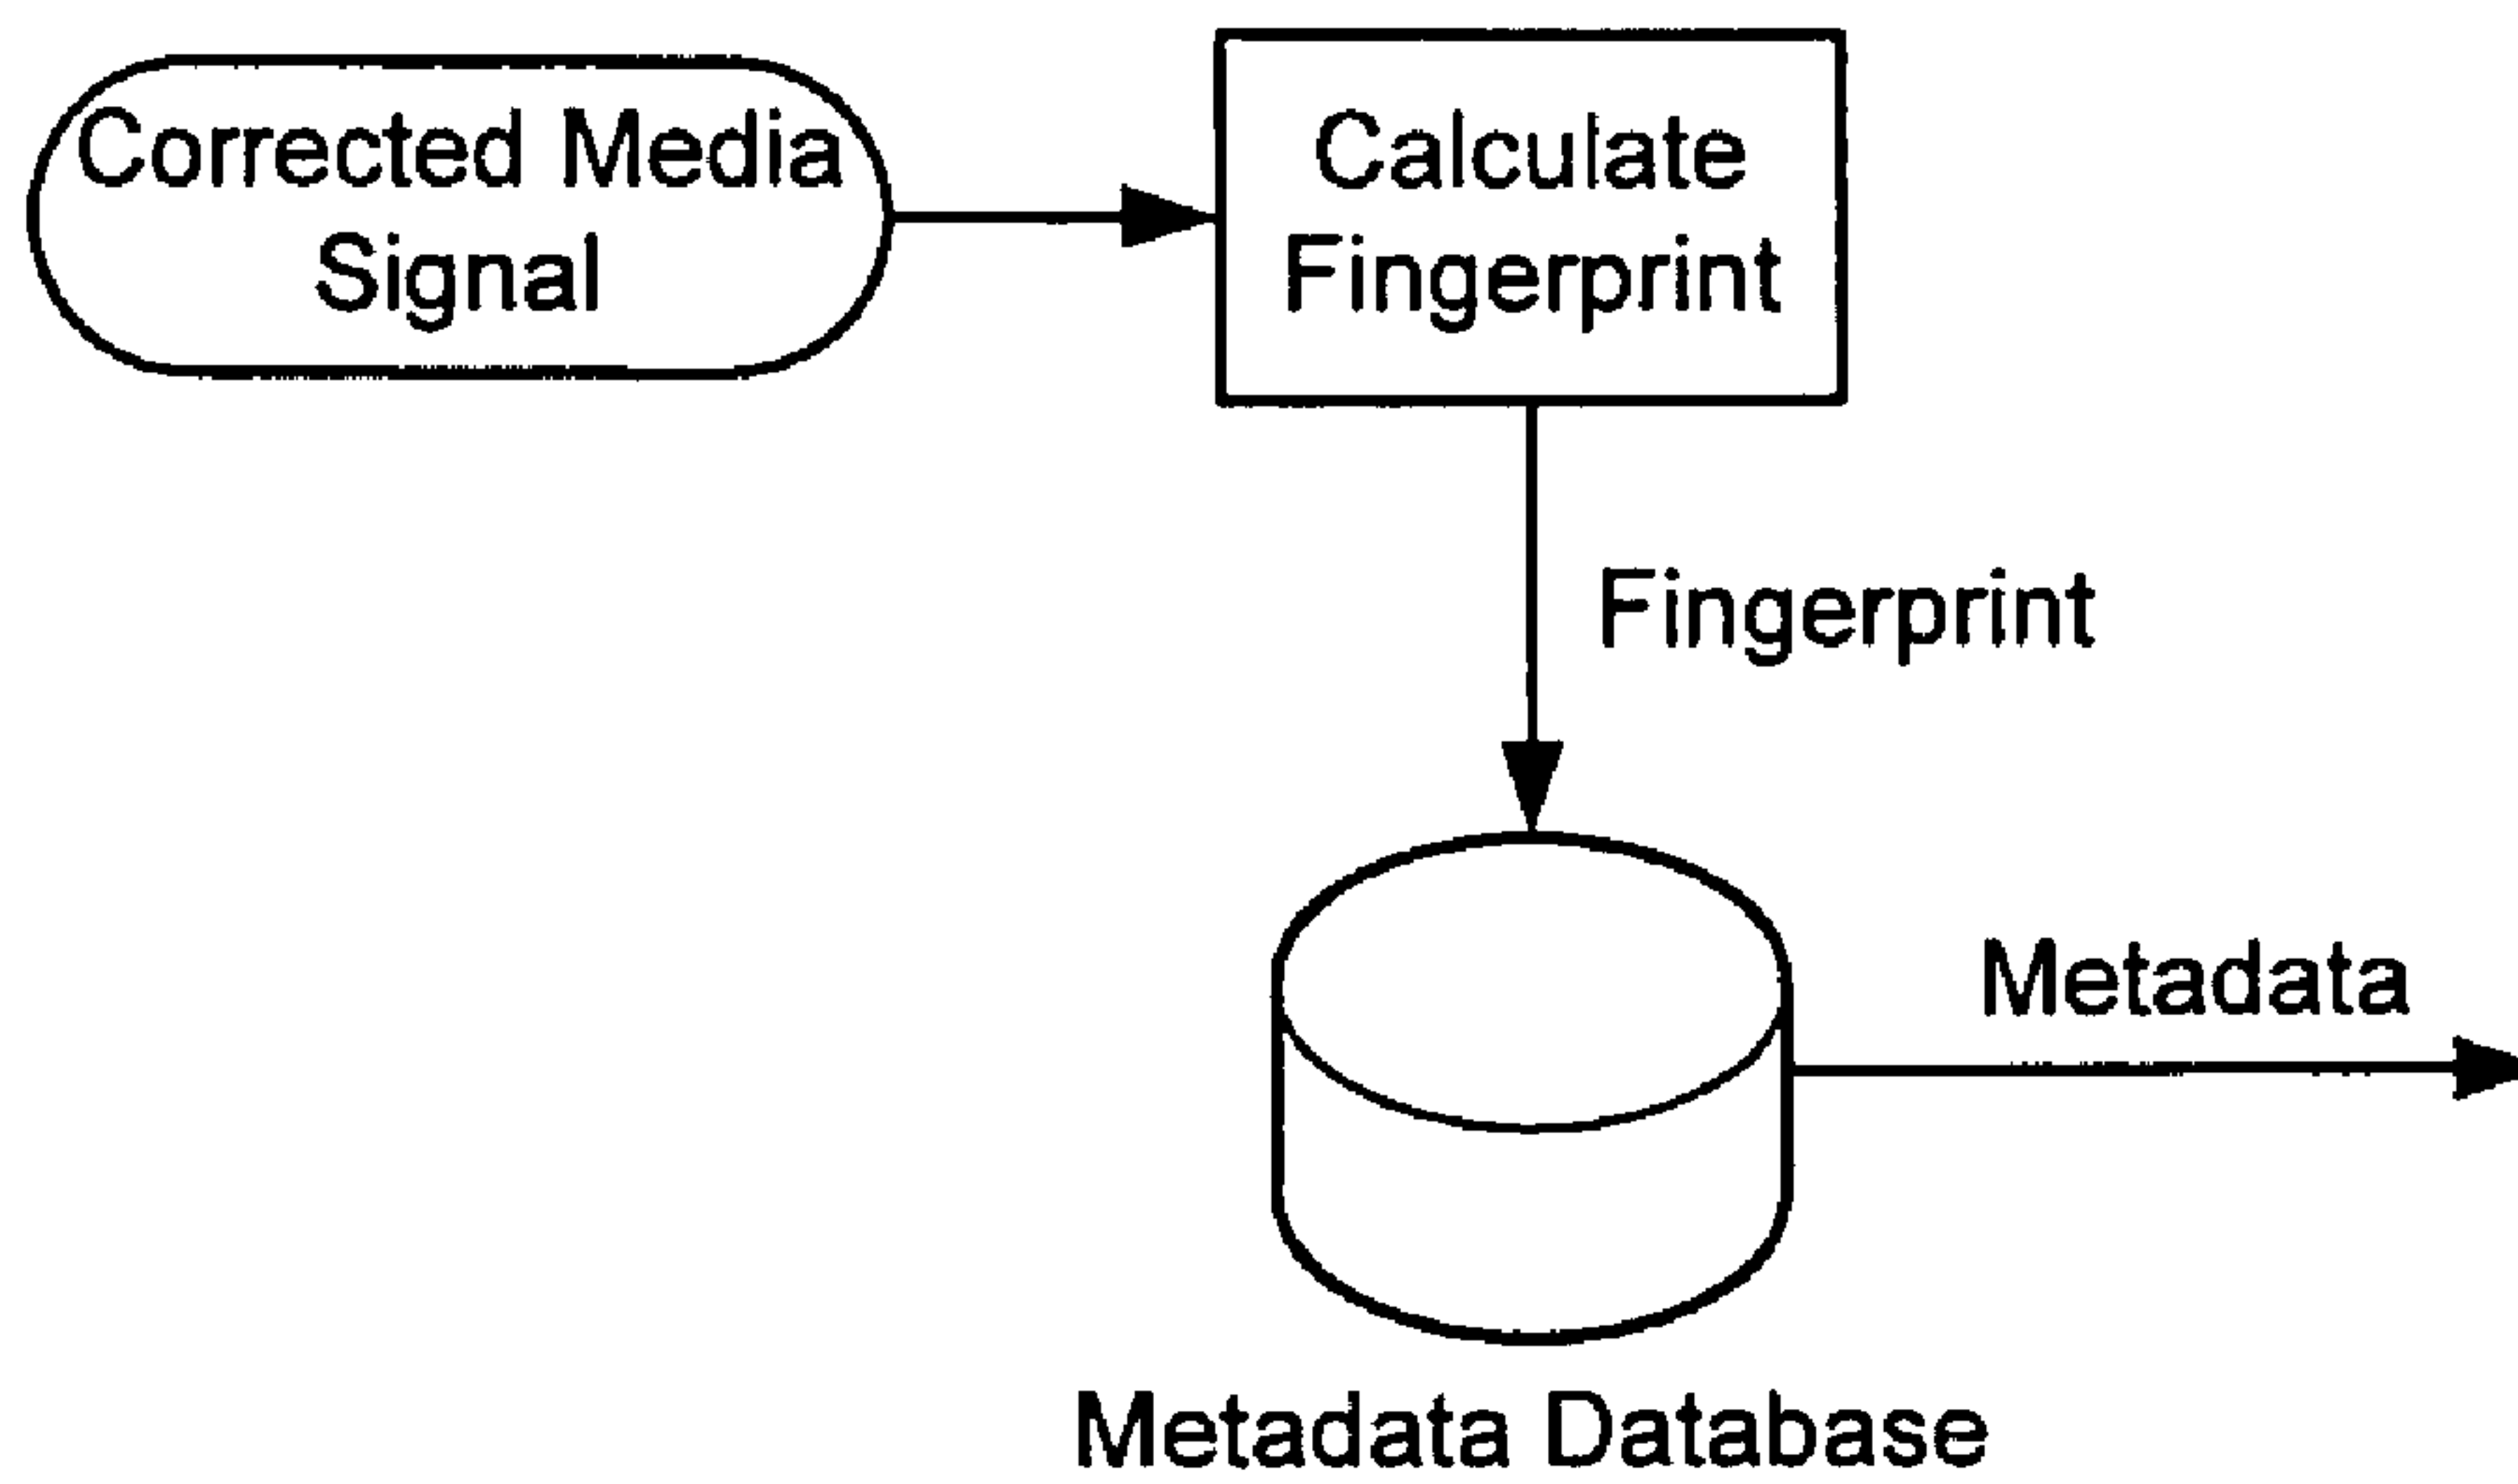 Corrected Media
Signal
Calculate
Fingerprint
Fingerprint
Metadata
Metadata Database